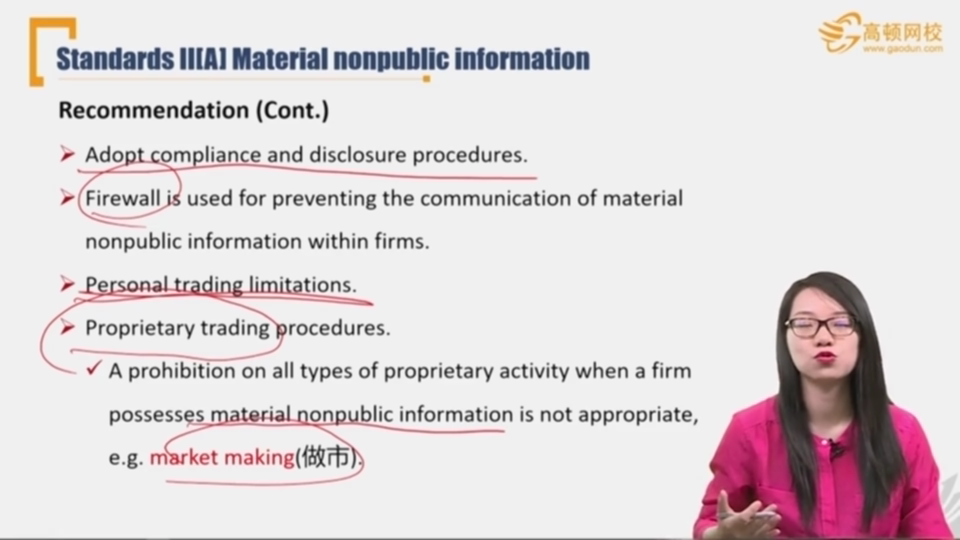 高顿网校
www.gaodun.com
Standards II[A] Material nonpublic information
Recommendation (Cont.)
Adopt compliance and disclosure procedures.
Firewall is used for preventing the communication of material
nonpublic information within firms.
Personal trading limitations.
Proprietary trading procedures.
A prohibition on all types of proprietary activity when a firm
possesses material nonpublic information is not appropriate,
e.g. market making(做市).